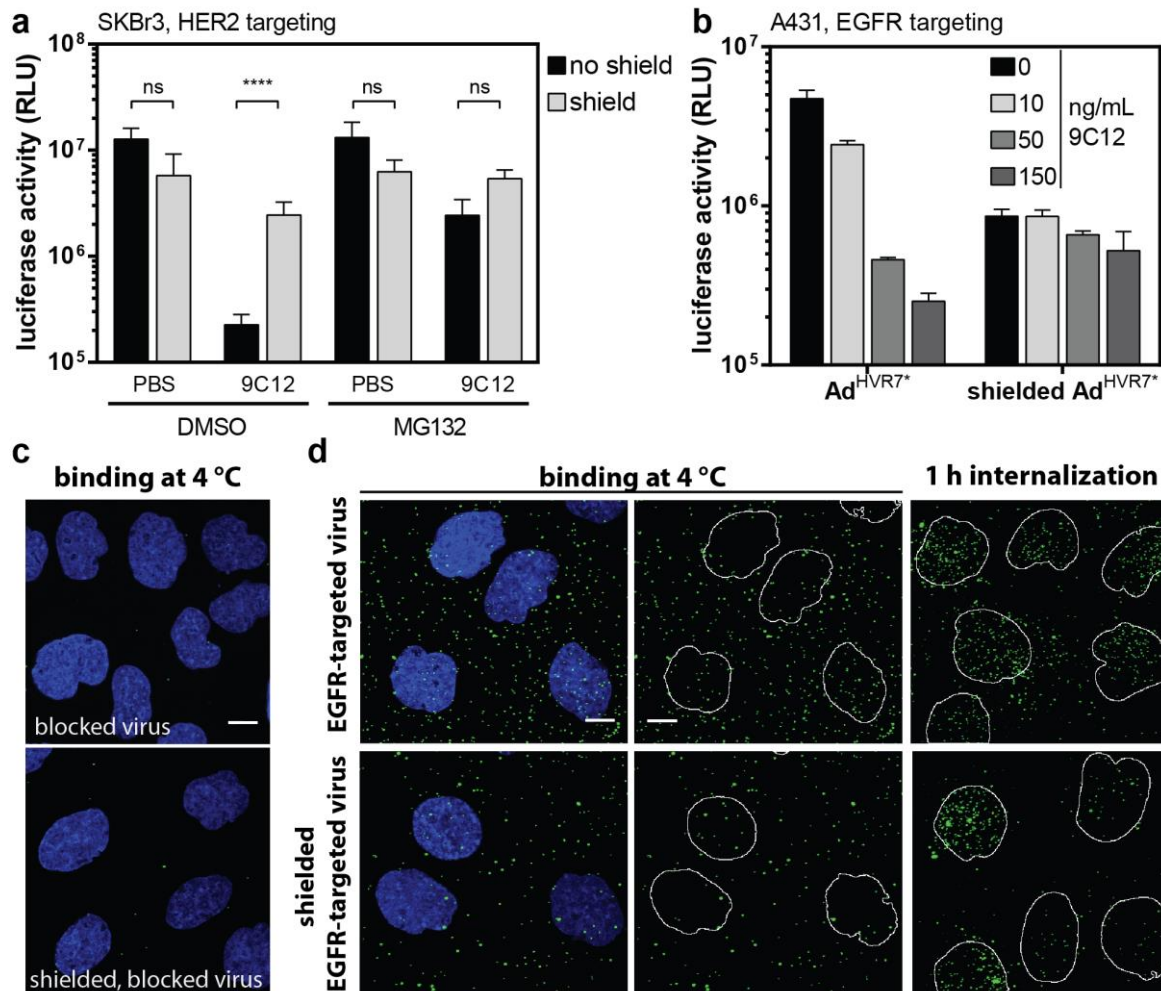 a
SKBr3, HER2 targeting
luciferase activity (RLU)
10^8
10^7
10^6
10^5
ns
****
ns
ns
no shield
shield
PBS
9C12
PBS
9C12
DMSO
MG132
b
A431, EGFR targeting
luciferase activity (RLU)
10^7
10^6
10^5
0
10
50
150
ng/mL
9C12
Ad^HVR7*
shielded Ad^HVR7*
c
binding at 4 °C
blocked virus
shielded, blocked virus
d
binding at 4 °C
1 h internalization
EGFR-targeted virus
shielded
EGFR-targeted virus